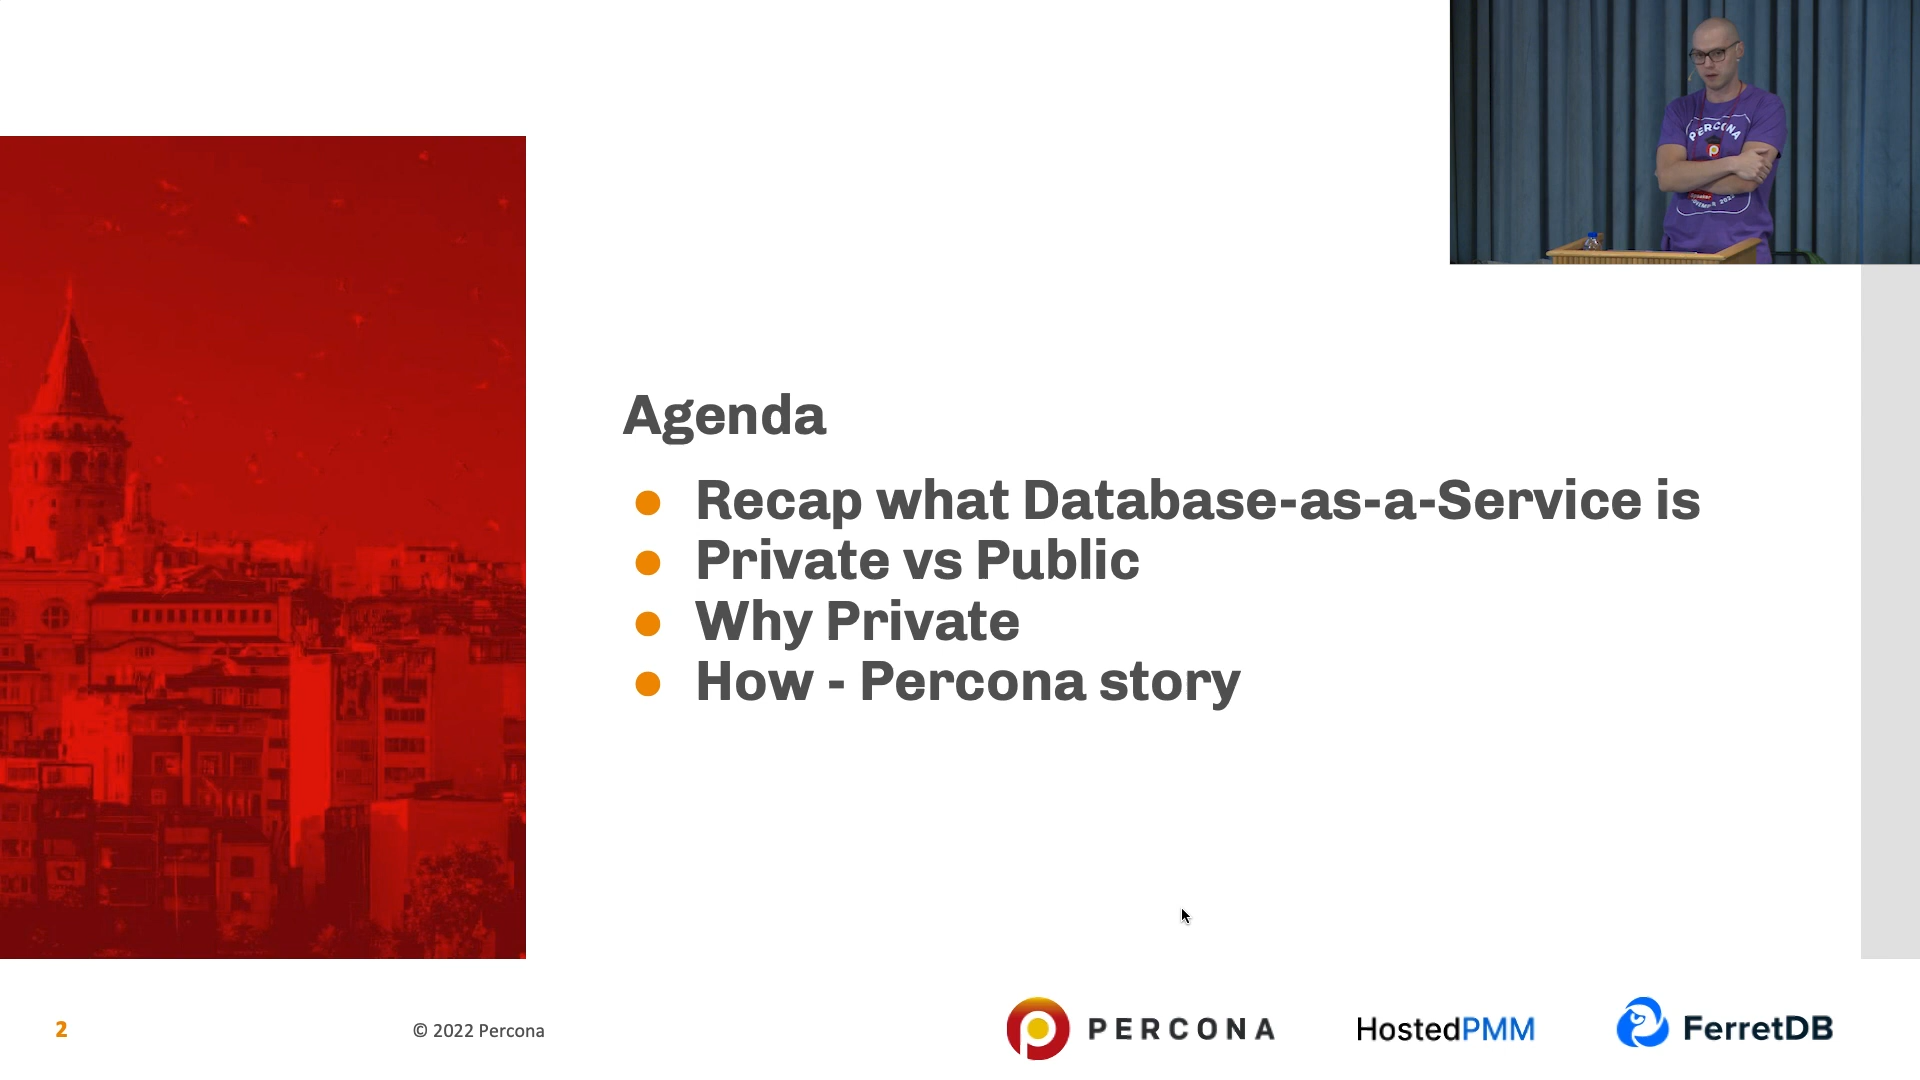 PERCONA
Agenda
Recap what Database-as-a-Service is
Private vs Public
Why Private
How - Percona story
2
© 2022 Percona
PERCONA
HostedPMM
FerretDB